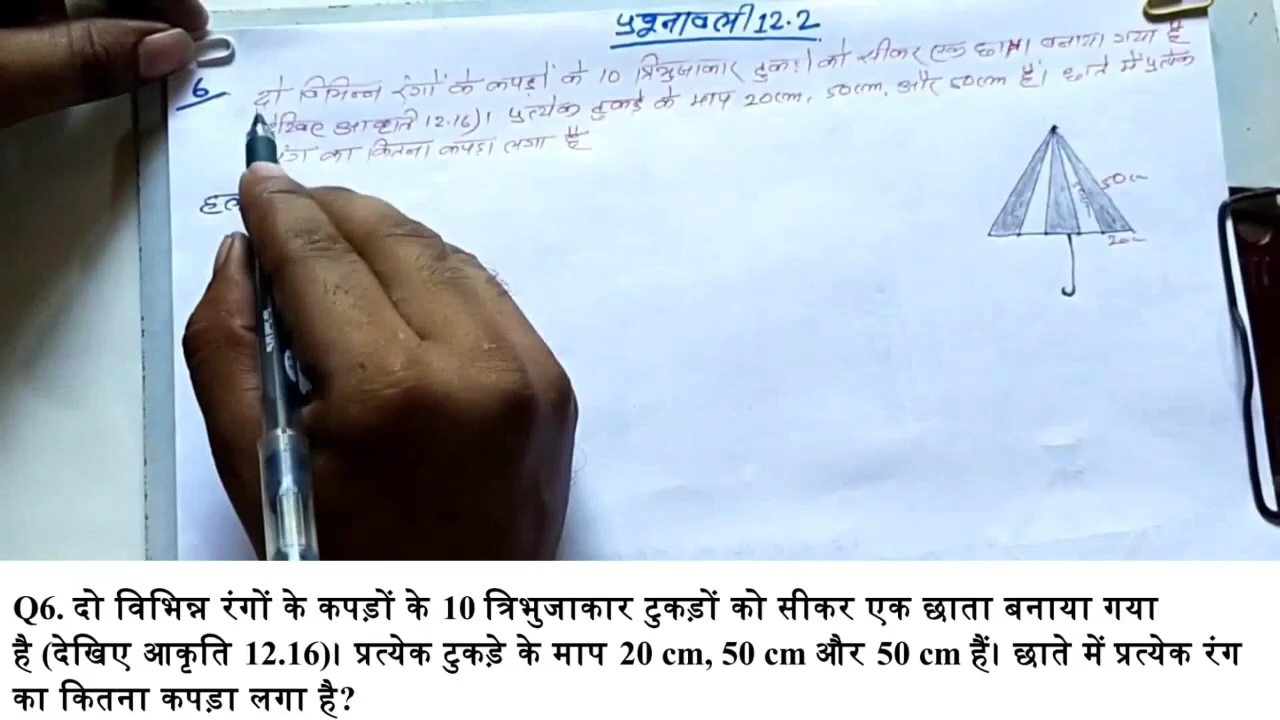 प्रश्नावली 12.2
6 दो विभिन्न रंगों के कपड़ों के 10 त्रिभुजाकार टुकड़ों को सीकर एक छाता बनाया गया है
देखिए आकृति 12.16)। प्रत्येक टुकड़े के माप 20cm, 50cm, और 50cm हैं। छाते में प्रत्येक
रंग का कितना कपड़ा लगा है
50cm
20cm
हल
Q6. दो विभिन्न रंगों के कपड़ों के 10 त्रिभुजाकार टुकड़ों को सीकर एक छाता बनाया गया
है (देखिए आकृति 12.16)। प्रत्येक टुकड़े के माप 20 cm, 50 cm और 50 cm हैं। छाते में प्रत्येक रंग
का कितना कपड़ा लगा है?